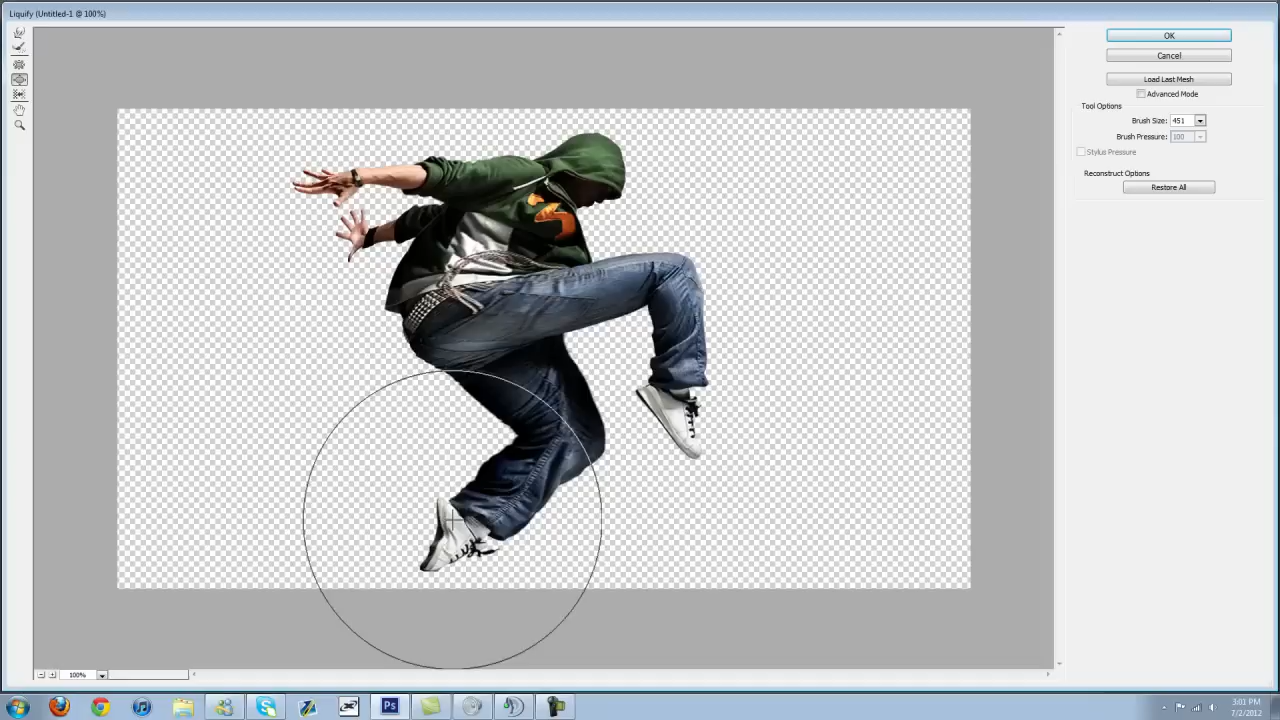 Liquify (Untitled-1 @ 100%)
OK
Cancel
Load Last Mesh
Advanced Mode
Tool Options
Brush Size: 451
Brush Pressure: 100
Stylus Pressure
Reconstruct Options
Restore All
100%
Ps
3:01 PM
7/2/2012